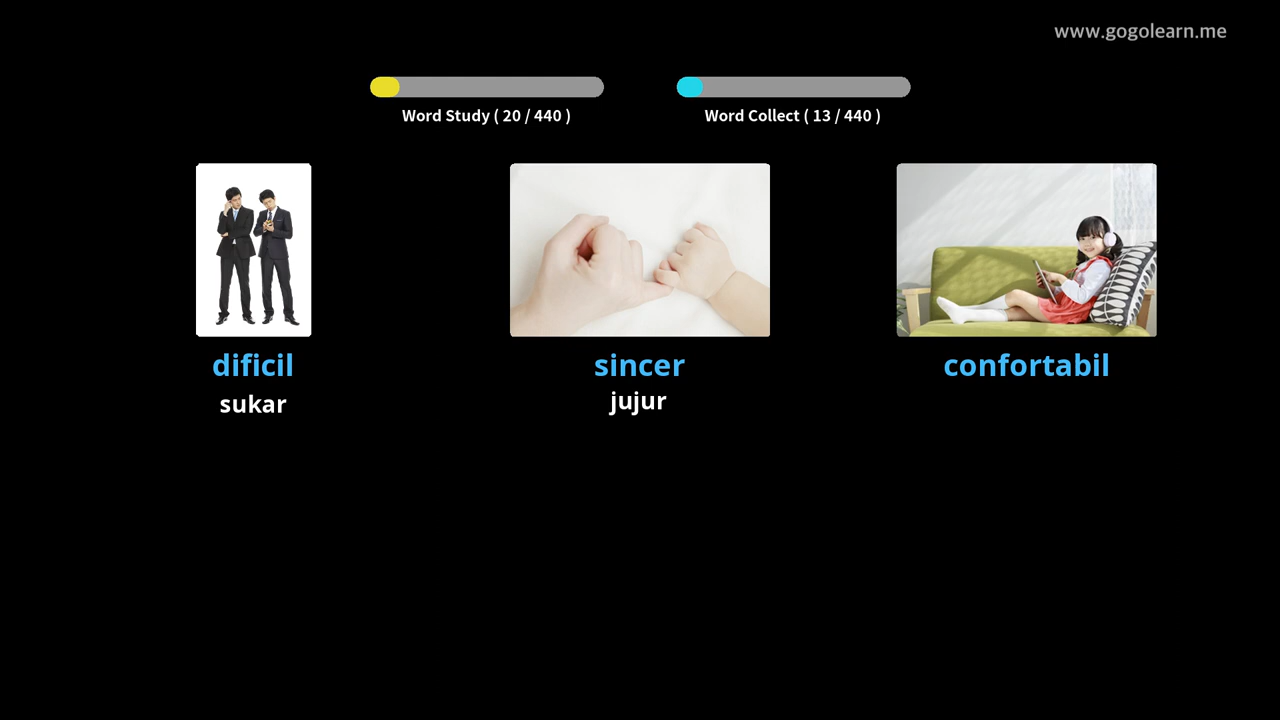 www.gogolearn.me
Word Study ( 20 / 440 )
Word Collect ( 13 / 440 )
dificil
sukar
sincer
jujur
confortabil